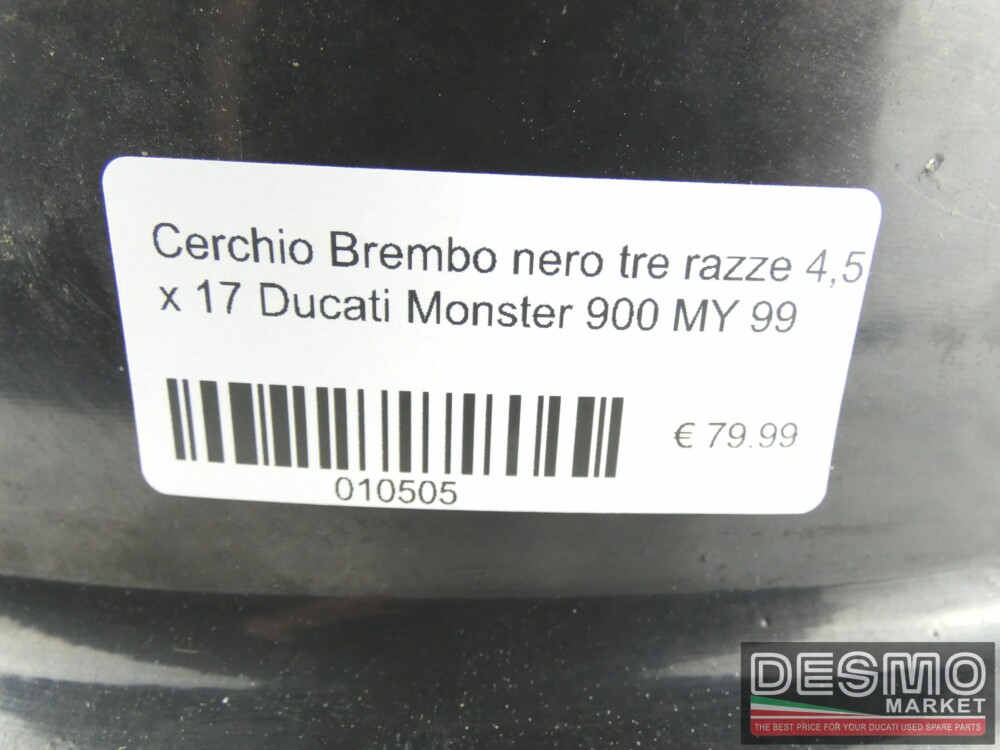 Cerchio Brembo nero tre razze 4,5
x 17 Ducati Monster 900 MY 99
€ 79.99
010505
DESMO
MARKET
THE BEST PRICE FOR YOUR DUCATI USED SPARE PARTS